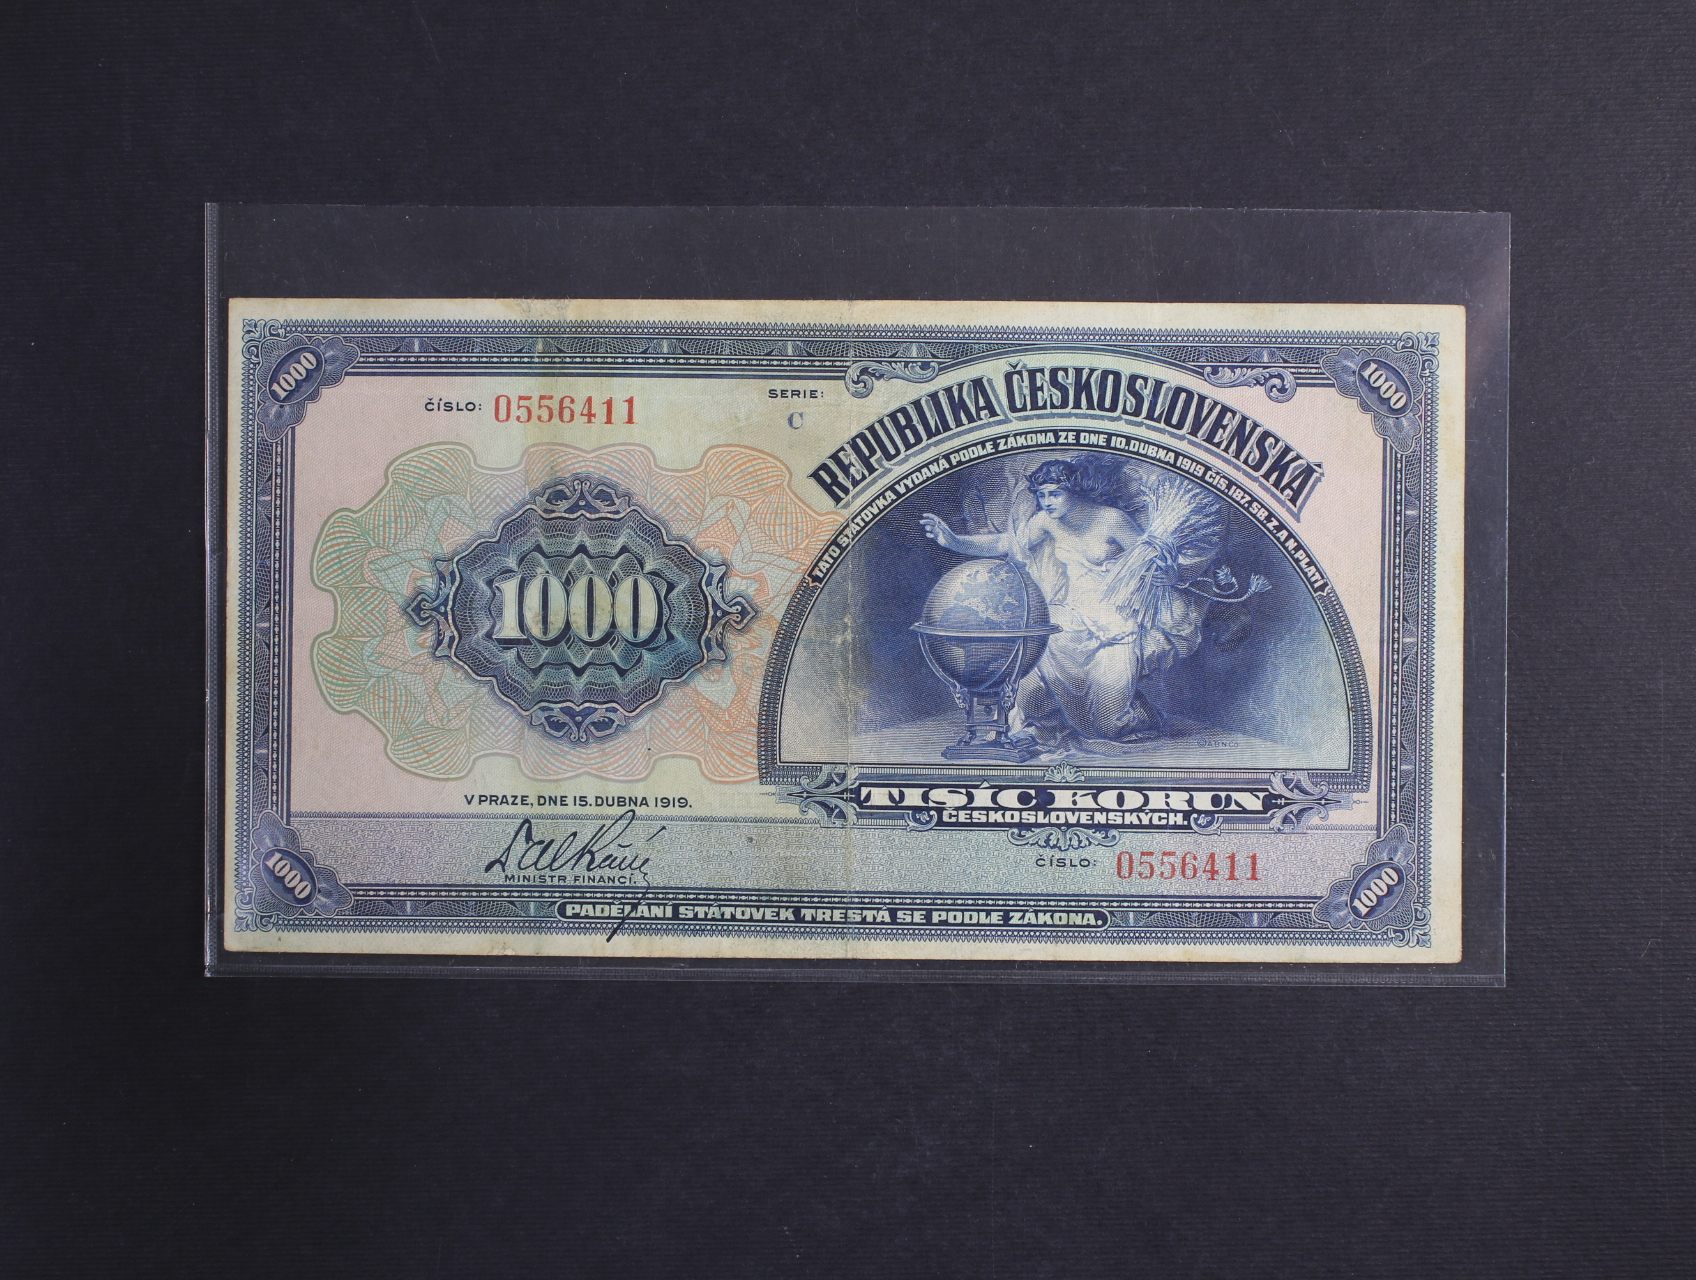 1000
1000
ČÍSLO: 0556411
SERIE:
C
REPUBLIKA ČESKOSLOVENSKÁ
TATO STÁTOVKA VYDANÁ PODLE ZÁKONA ZE DNE 10. DUBNA 1919 ČÍS. 187. SB. Z. A N. PLATÍ
1000
©ABNCO
V PRAZE, DNE 15. DUBNA 1919.
TISÍC KORUN
ČESKOSLOVENSKÝCH.
ČÍSLO: 0556411
MINISTR FINANCÍ.
1000
1000
PADĚLÁNÍ STÁTOVEK TRESTÁ SE PODLE ZÁKONA.